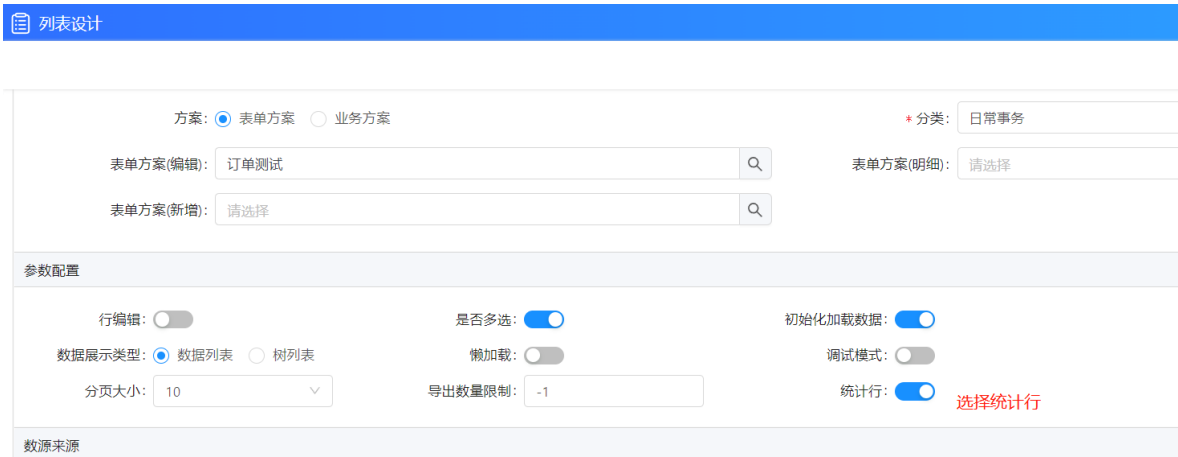 列表设计
方案: 表单方案 业务方案 * 分类: 日常事务
表单方案(编辑): 订单测试 表单方案(明细): 请选择
表单方案(新增): 请选择
参数配置
行编辑: 是否多选: 初始化加载数据:
数据展示类型: 数据列表 树列表 懒加载: 调试模式:
分页大小: 10 导出数量限制: -1 统计行: 选择统计行
数源来源